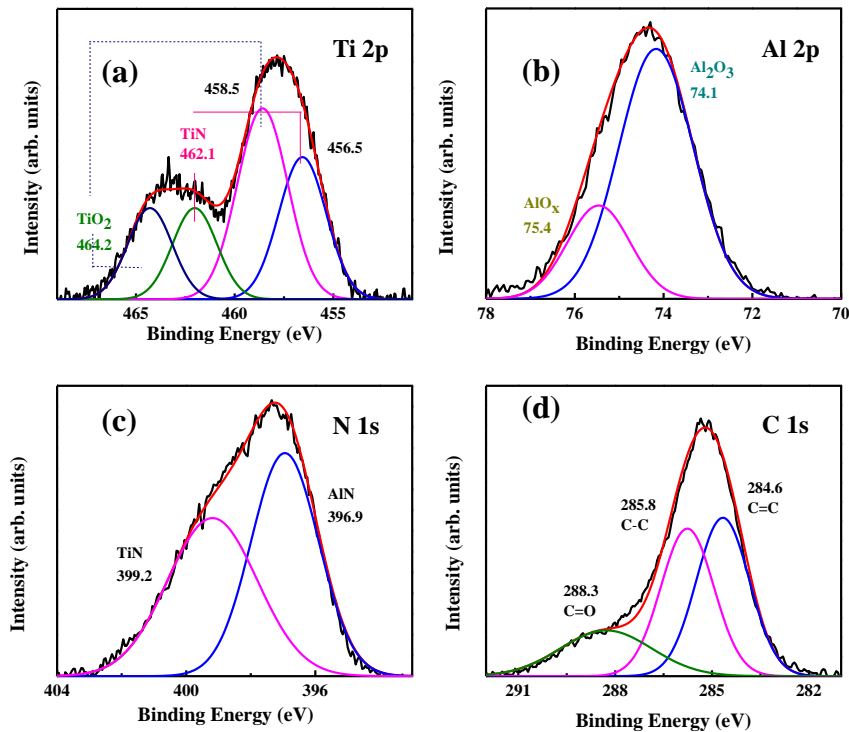 (a)
Ti 2p
458.5
TiN
462.1
456.5
TiO₂
464.2
Intensity (arb. units)
465
460
455
Binding Energy (eV)
(b)
Al 2p
Al₂O₃
74.1
AlOₓ
75.4
Intensity (arb. units)
78
76
74
72
70
Binding Energy (eV)
(c)
N 1s
AlN
396.9
TiN
399.2
Intensity (arb. units)
404
400
396
Binding Energy (eV)
(d)
C 1s
284.6
C=C
285.8
C-C
288.3
C=O
Intensity (arb. units)
291
288
285
282
Binding Energy (eV)